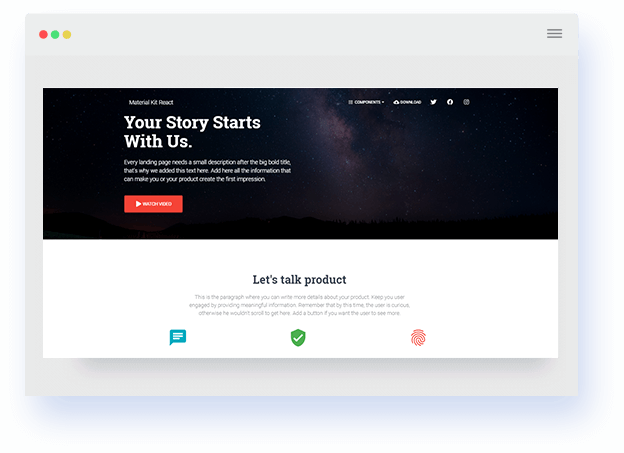 Material Kit React
COMPONENTS
DOWNLOAD
Your Story Starts
With Us.
Every landing page needs a small description after the big bold title,
that's why we added this text here. Add here all the information that
can make you or your product create the first impression.
WATCH VIDEO
Let's talk product
This is the paragraph where you can write more details about your product. Keep you user
engaged by providing meaningful information. Remember that by this time, the user is curious,
otherwise he wouldn't scroll to get here. Add a button if you want the user to see more.